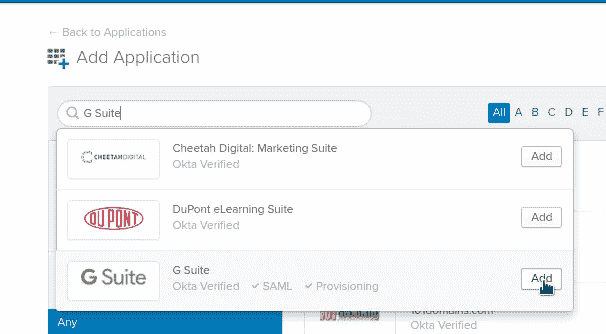 ← Back to Applications
Add Application
G Suite
All A B C D E F
CHEETAHDIGITAL
Cheetah Digital: Marketing Suite
Okta Verified
Add
DUPONT
DuPont eLearning Suite
Okta Verified
Add
G Suite
G Suite
Okta Verified ✓ SAML ✓ Provisioning
Add
Any
Okta Verified